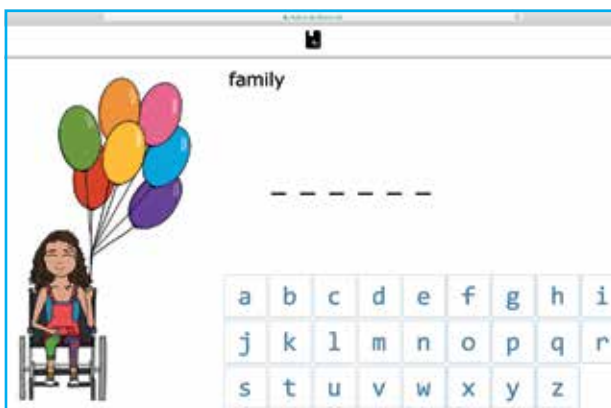 family
_ _ _ _ _ _
a b c d e f g h i
j k l m n o p q r
s t u v w x y z